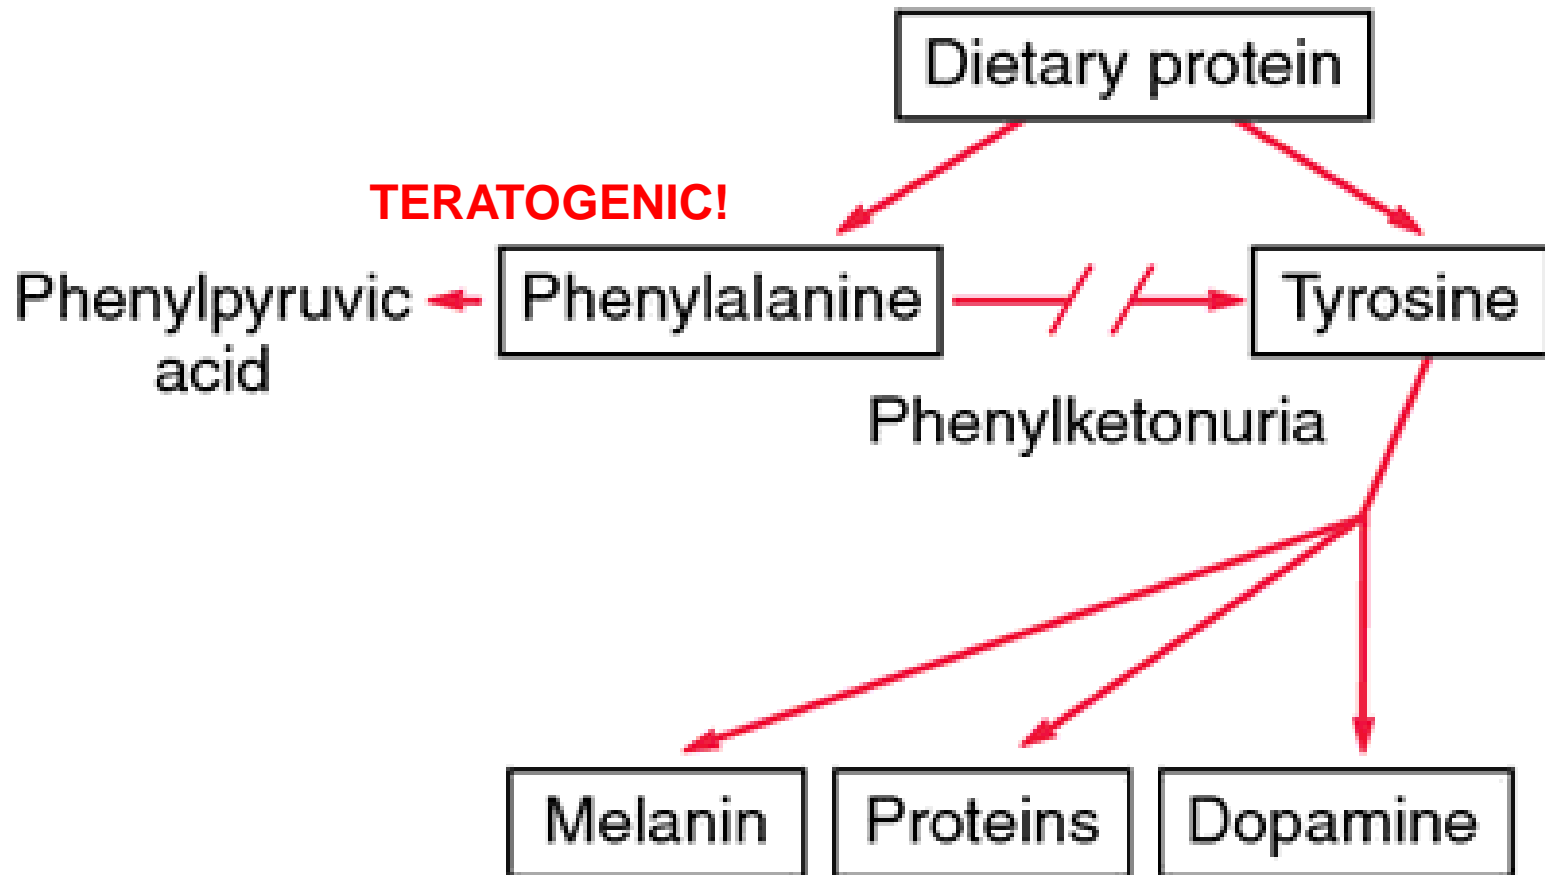 Dietary protein
TERATOGENIC!
Phenylpyruvic
acid
Phenylalanine
Tyrosine
Phenylketonuria
Melanin
Proteins
Dopamine